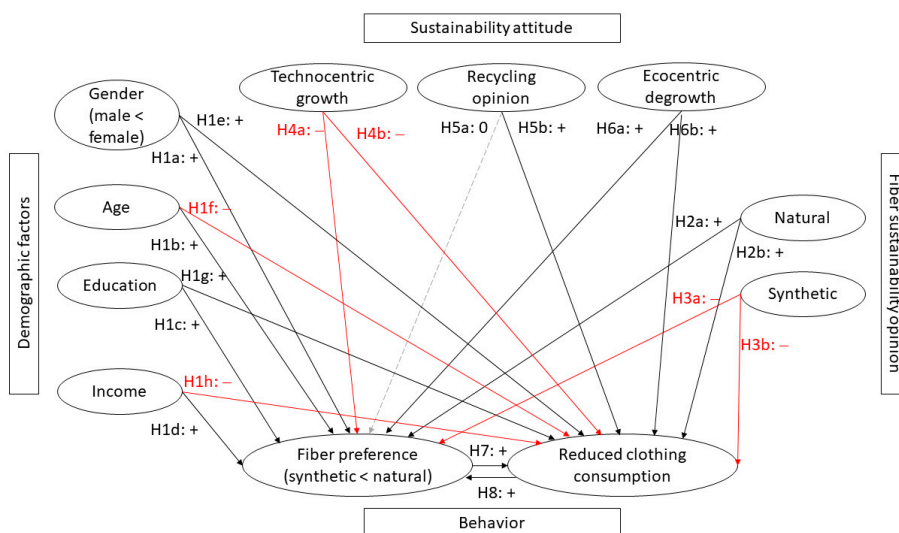 Sustainability attitude
Technocentric
growth
Recycling
opinion
Ecocentric
degrowth
Gender
(male <
female)
H1e: +
H1a: +
H4a: –
H4b: –
H5a: 0
H5b: +
H6a: +
H6b: +
Demographic factors
Fiber sustainability opinion
Age
H1f: –
H1b: +
Natural
H2a: +
H2b: +
Education
H1g: +
H1c: +
Synthetic
H3a: –
H3b: –
Income
H1h: –
H1d: +
Fiber preference
(synthetic < natural)
H7: +
H8: +
Reduced clothing
consumption
Behavior